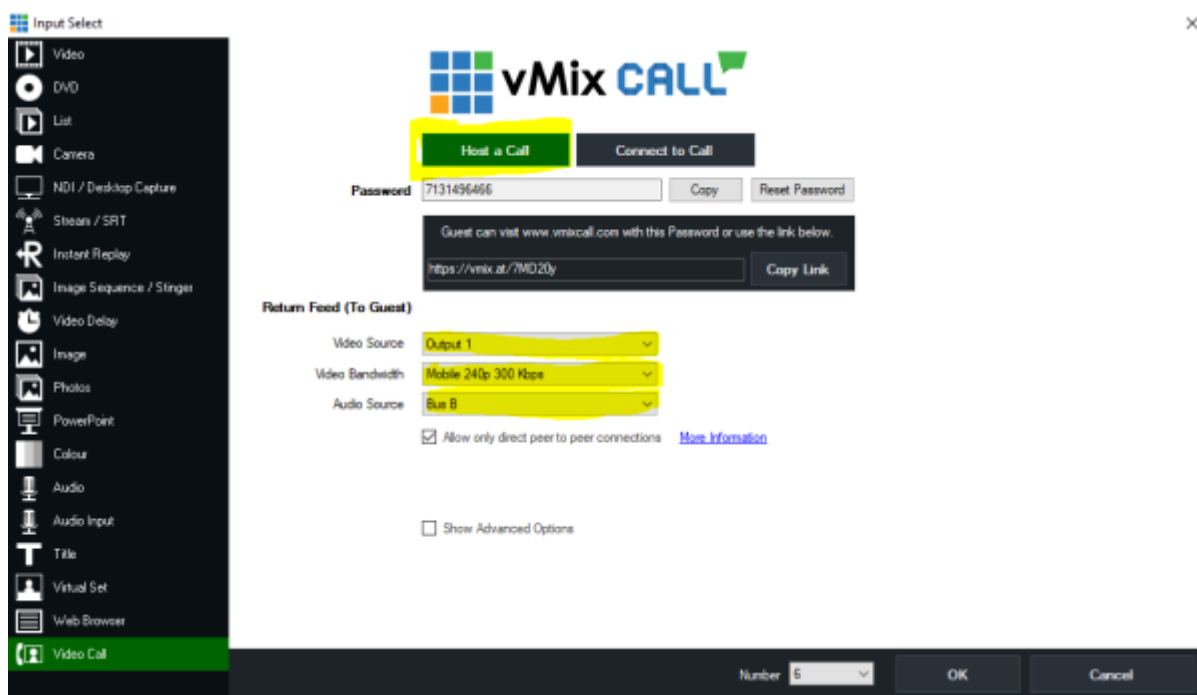 Input Select
Video
DVD
List
Camera
NDI / Desktop Capture
Stream / SRT
Instant Replay
Image Sequence / Stinger
Video Delay
Image
Photos
PowerPoint
Colour
Audio
Audio Input
Title
Virtual Set
Web Browser
Video Call
vMix CALL
Host a Call Connect to Call
Password 7131496466 Copy Reset Password
Guest can visit www.vmixcall.com with this Password or use the link below.
https://vmix.at/7MD20y Copy Link
Return Feed (To Guest)
Video Source Output 1
Video Bandwidth Mobile 240p 300 Kbps
Audio Source Bus B
Allow only direct peer to peer connections More Information
Show Advanced Options
Number 6 OK Cancel